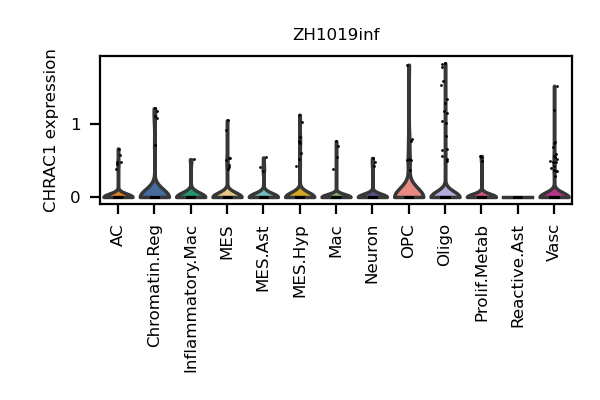 ZH1019inf
CHRAC1 expression
1
0
AC
Chromatin.Reg
Inflammatory.Mac
MES
MES.Ast
MES.Hyp
Mac
Neuron
OPC
Oligo
Prolif.Metab
Reactive.Ast
Vasc